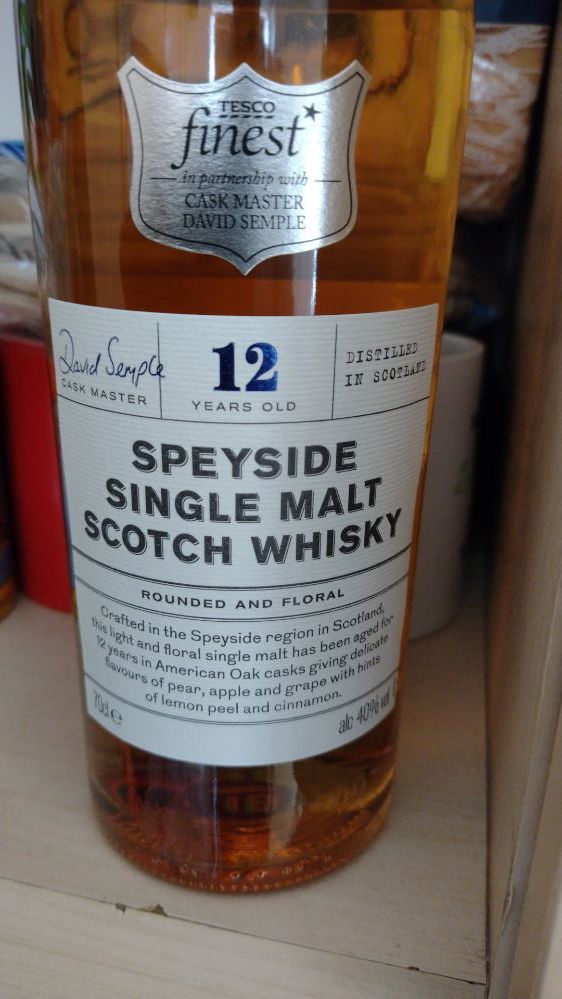 TESCO
finest*
in partnership with
CASK MASTER
DAVID SEMPLE
David Semple
CASK MASTER
12
YEARS OLD
DISTILLED
IN SCOTLAND
SPEYSIDE
SINGLE MALT
SCOTCH WHISKY
ROUNDED AND FLORAL
Crafted in the Speyside region in Scotland,
this light and floral single malt has been aged for
12 years in American Oak casks giving delicate
flavours of pear, apple and grape with hints
of lemon peel and cinnamon.
70cl e
alc 40% vol